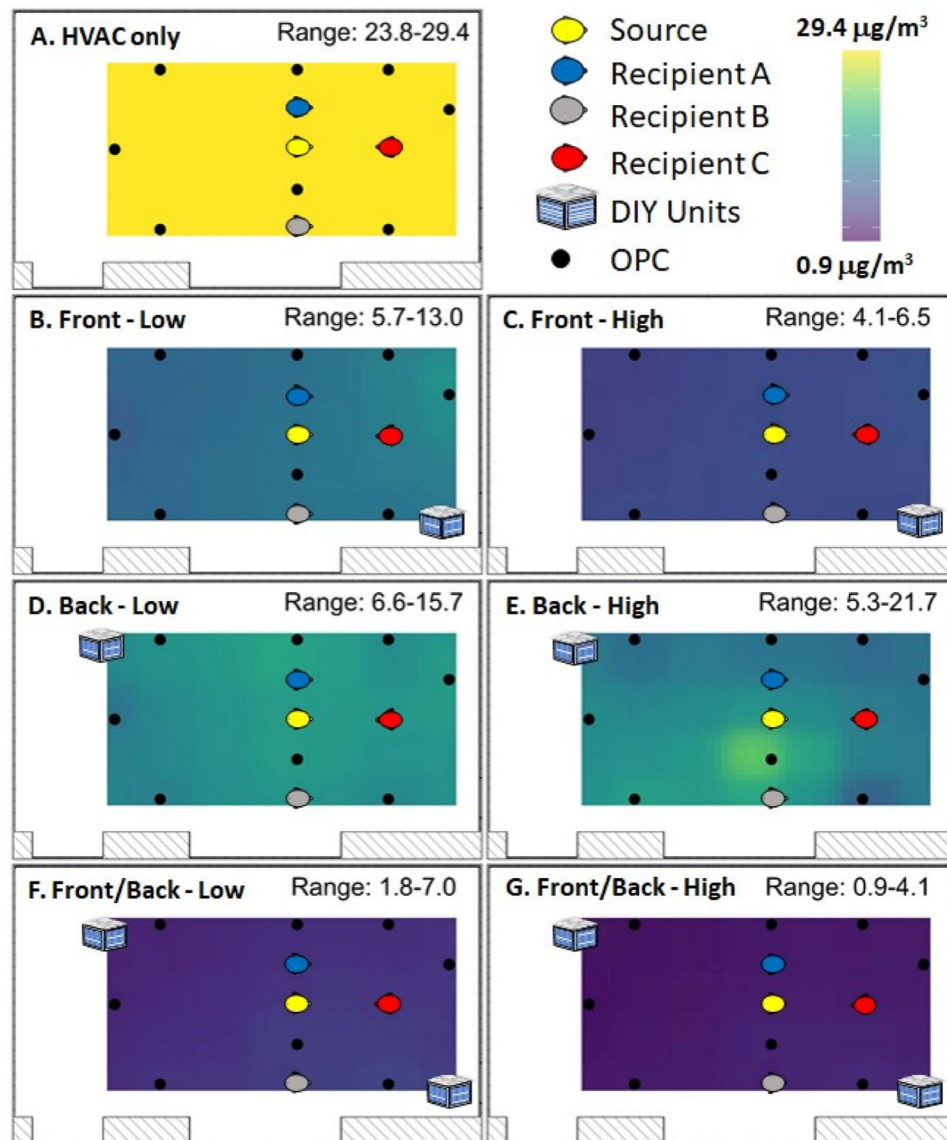 A. HVAC only Range: 23.8-29.4
Source
Recipient A
Recipient B
Recipient C
DIY Units
OPC
29.4 µg/m³
0.9 µg/m³
B. Front - Low Range: 5.7-13.0
C. Front - High Range: 4.1-6.5
D. Back - Low Range: 6.6-15.7
E. Back - High Range: 5.3-21.7
F. Front/Back - Low Range: 1.8-7.0
G. Front/Back - High Range: 0.9-4.1